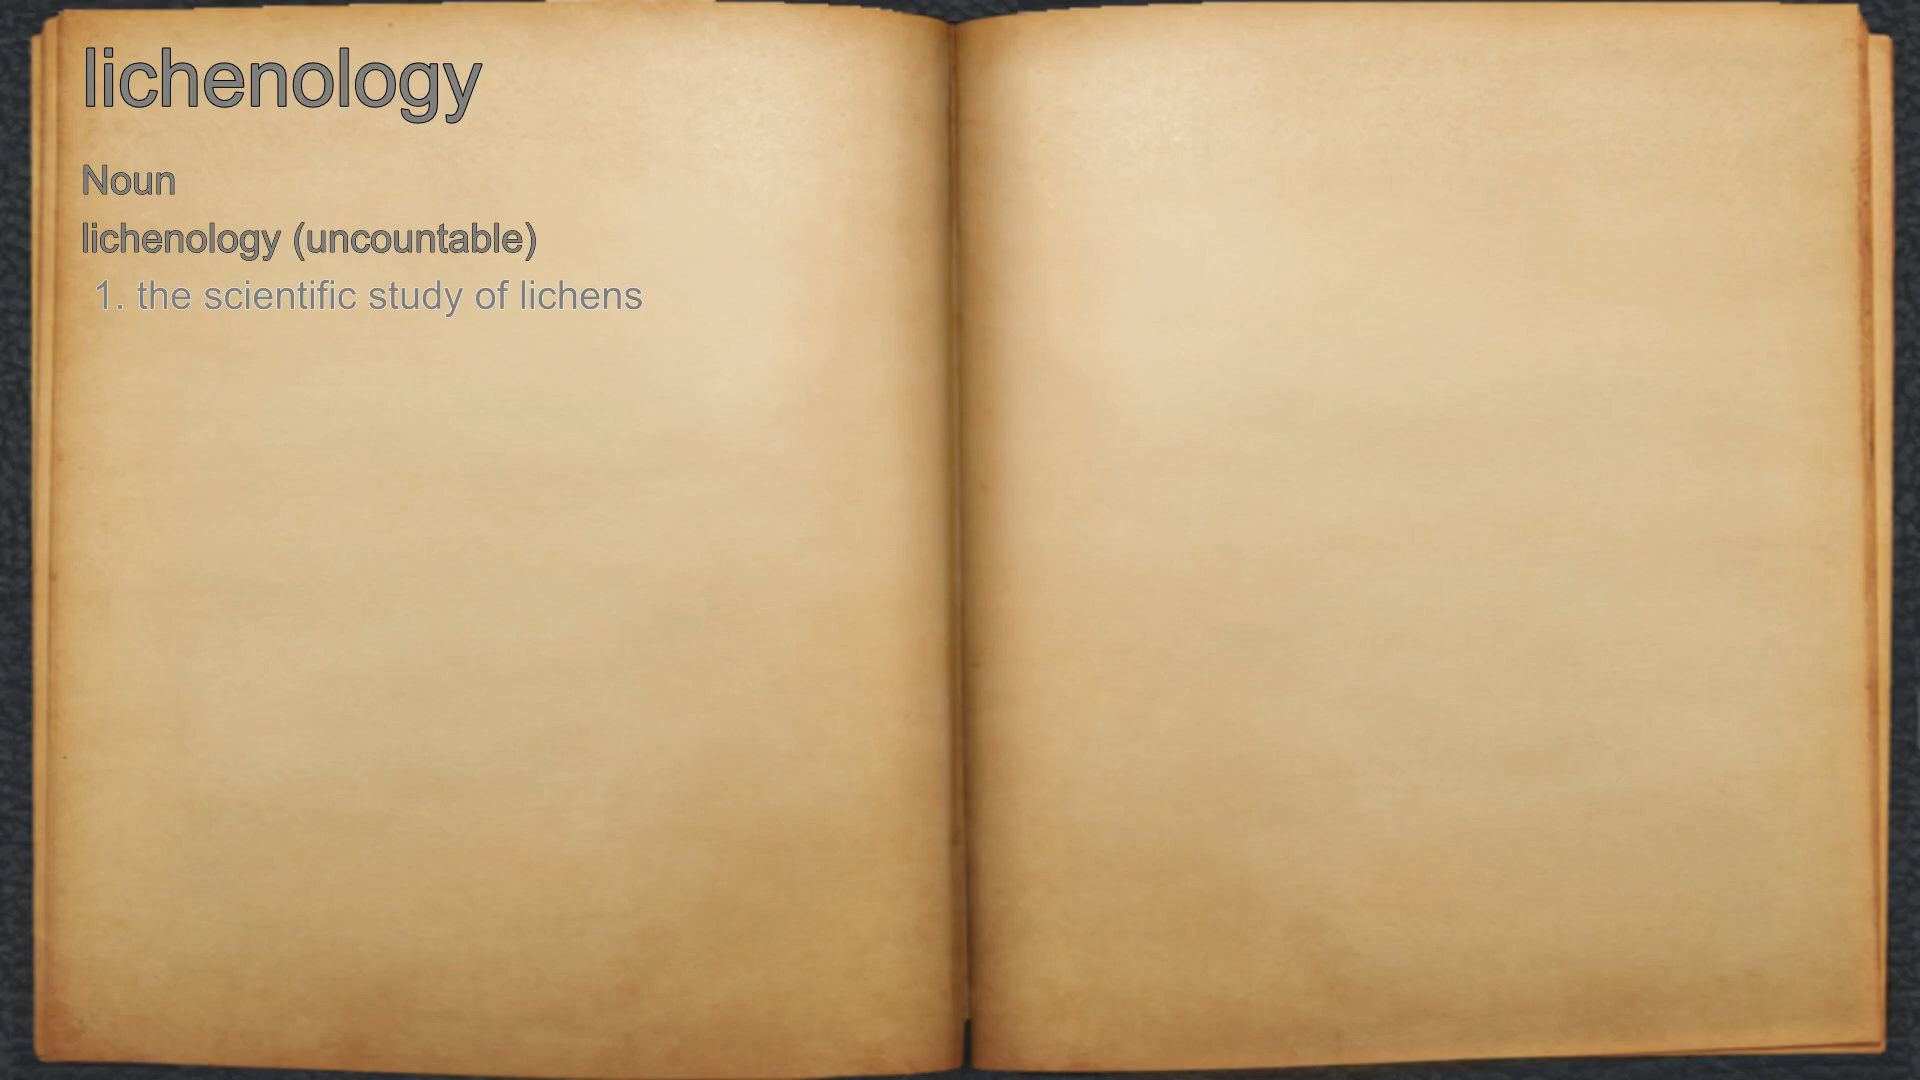 lichenology
Noun
lichenology (uncountable)
1. the scientific study of lichens